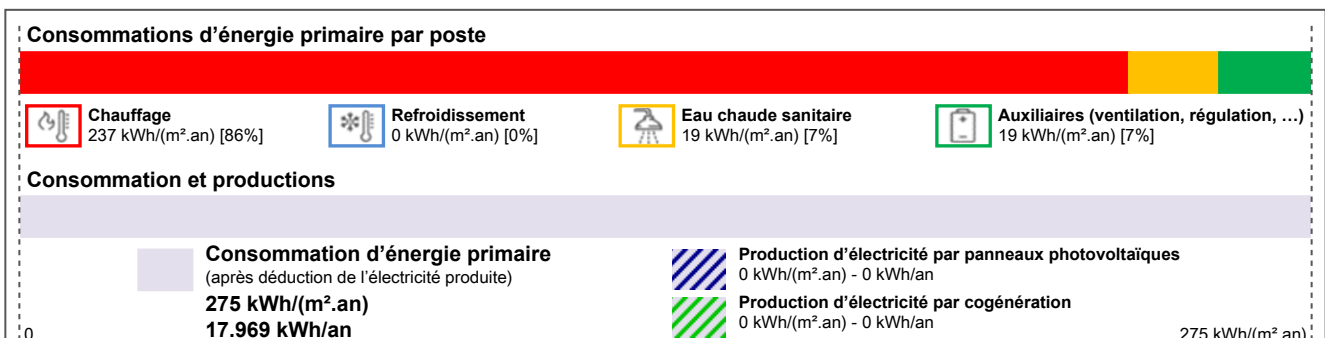 Consommations d'énergie primaire par poste
Chauffage
237 kWh/(m².an) [86%]
Refroidissement
0 kWh/(m².an) [0%]
Eau chaude sanitaire
19 kWh/(m².an) [7%]
Auxiliaires (ventilation, régulation, …)
19 kWh/(m².an) [7%]
Consommation et productions
Consommation d'énergie primaire
(après déduction de l'électricité produite)
275 kWh/(m².an)
17.969 kWh/an
Production d'électricité par panneaux photovoltaïques
0 kWh/(m².an) - 0 kWh/an
Production d'électricité par cogénération
0 kWh/(m².an) - 0 kWh/an
0
275 kWh/(m².an)